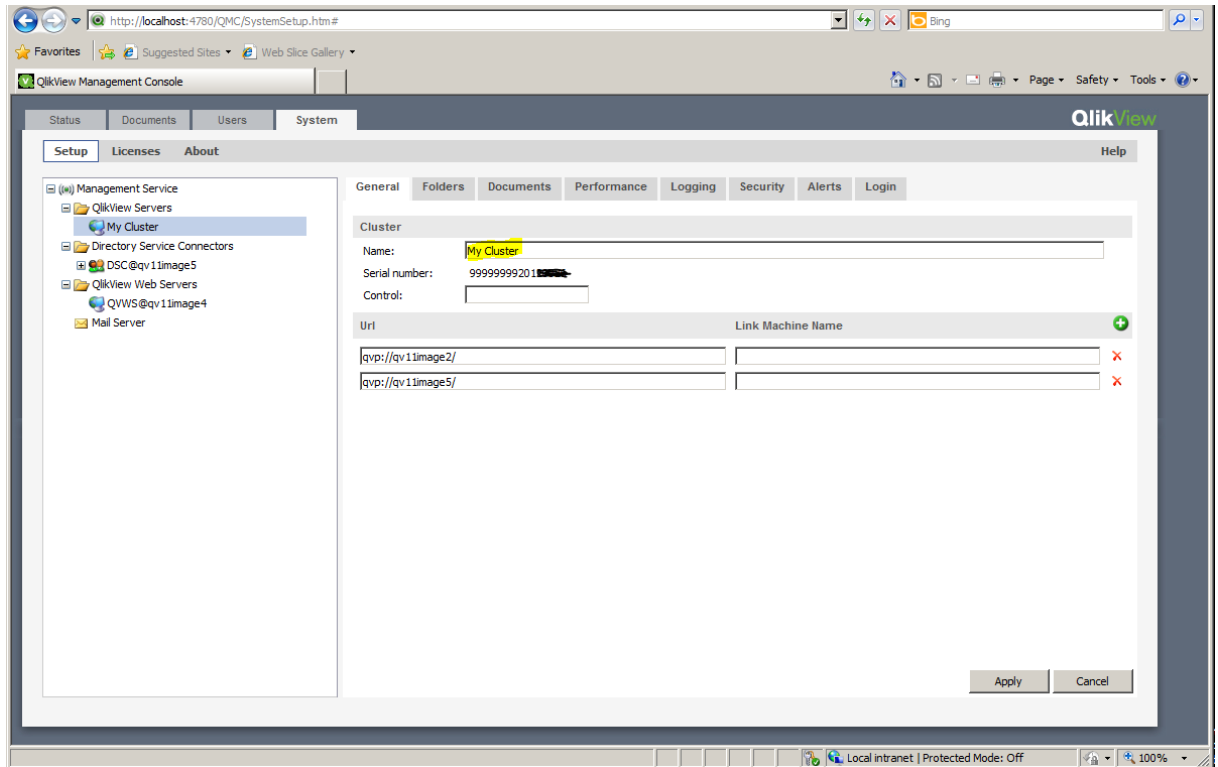 http://localhost:4780/QMC/SystemSetup.htm#
Bing
Favorites
Suggested Sites
Web Slice Gallery
QlikView Management Console
Page
Safety
Tools
Status
Documents
Users
System
QlikView
Setup
Licenses
About
Help
Management Service
QlikView Servers
My Cluster
Directory Service Connectors
DSC@qv11image5
QlikView Web Servers
QVWS@qv11image4
Mail Server
General
Folders
Documents
Performance
Logging
Security
Alerts
Login
Cluster
Name:
My Cluster
Serial number:
Control:
Url
Link Machine Name
qvp://qv11image2/
qvp://qv11image5/
Apply
Cancel
Local intranet | Protected Mode: Off
100%